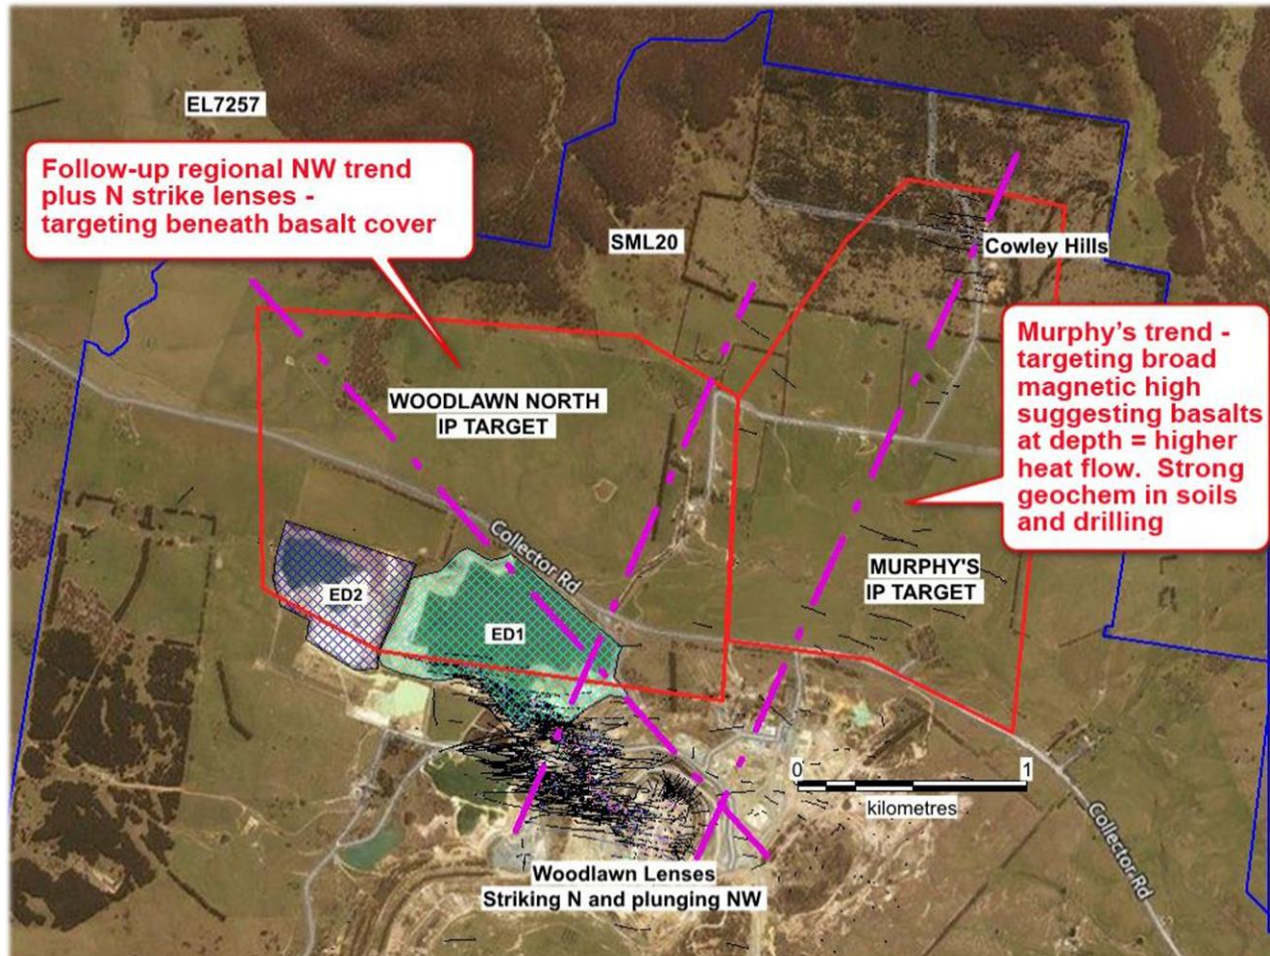 EL7257
Follow-up regional NW trend
plus N strike lenses -
targeting beneath basalt cover
SML20
Cowley Hills
WOODLAWN NORTH
IP TARGET
Murphy’s trend -
targeting broad
magnetic high
suggesting basalts
at depth = higher
heat flow.  Strong
geochem in soils
and drilling
Collector Rd
MURPHY'S
IP TARGET
ED2
ED1
0 1
kilometres
Collector Rd
Woodlawn Lenses
Striking N and plunging NW